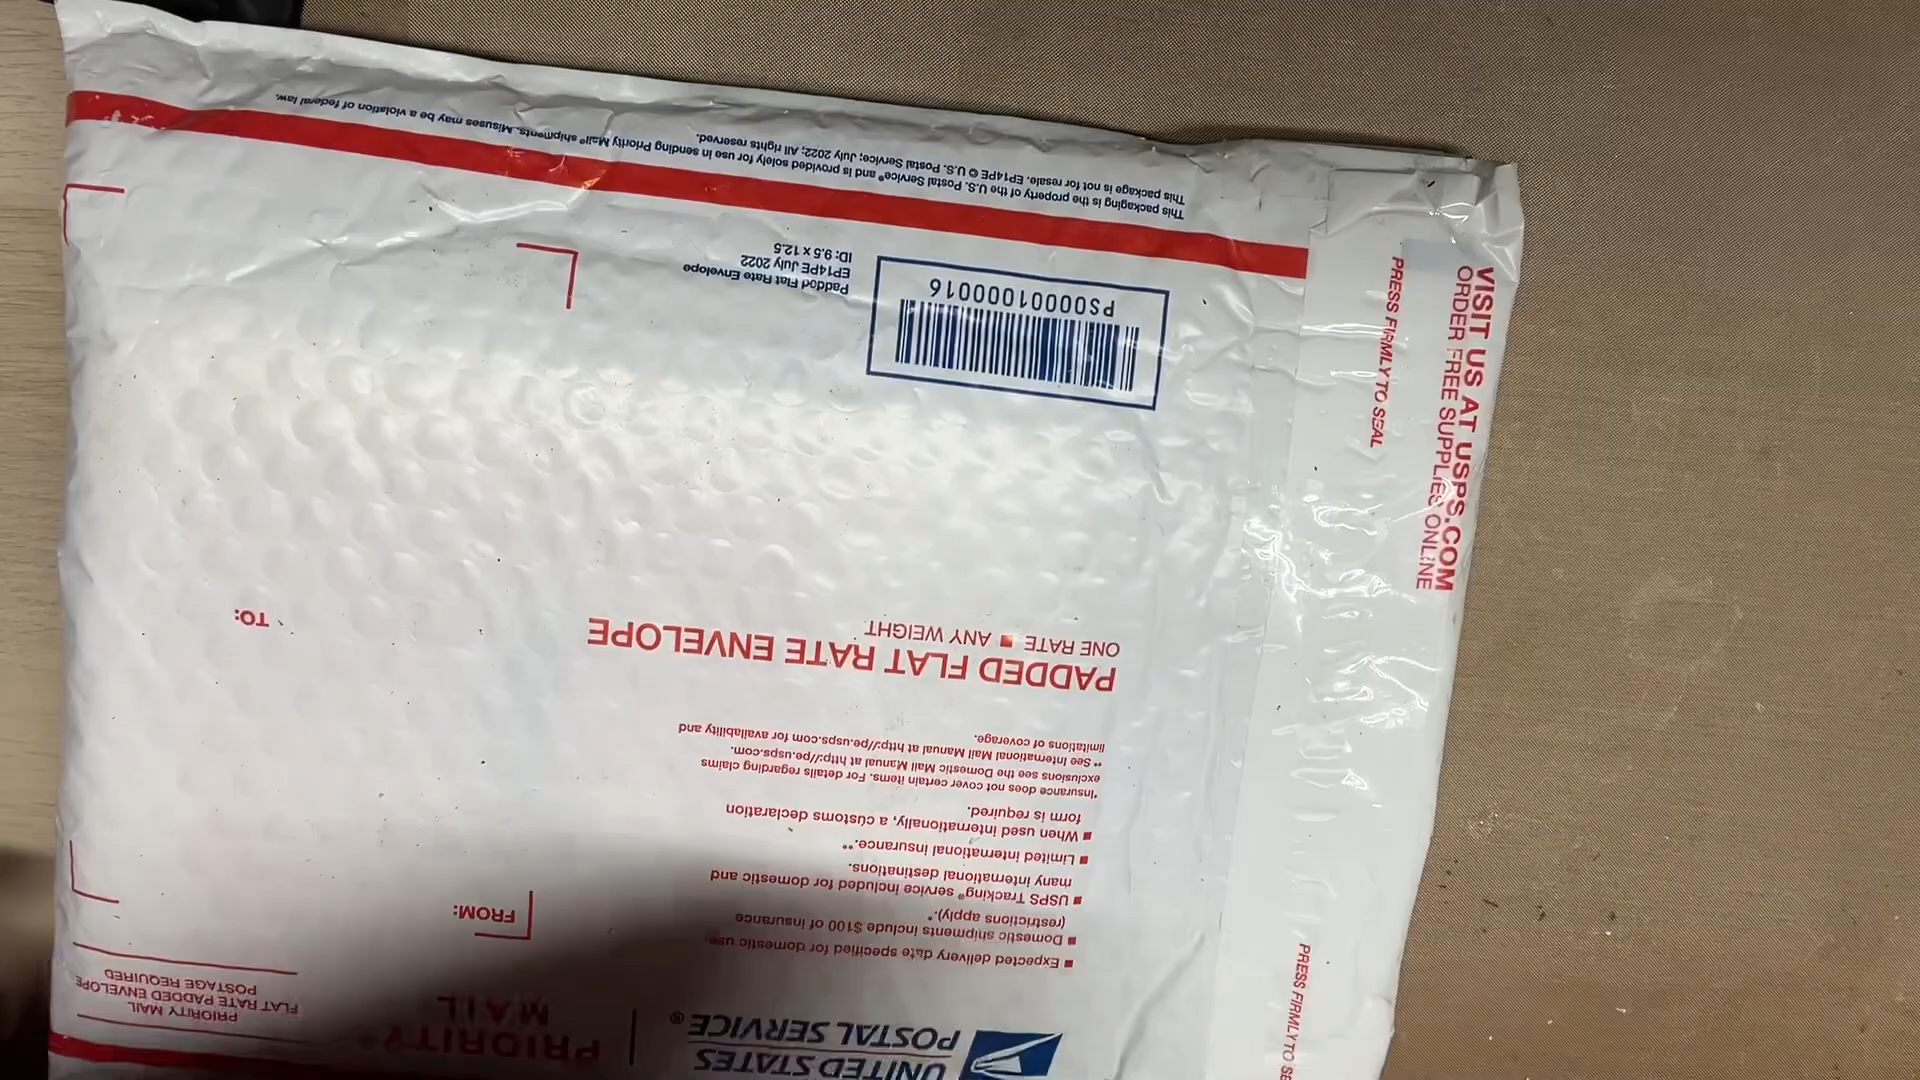 UNITED STATES
POSTAL SERVICE®
PRIORITY
MAIL
PRIORITY MAIL
FLAT RATE PADDED ENVELOPE
POSTAGE REQUIRED
■ Expected delivery date specified for domestic use.
■ Domestic shipments include $100 of insurance
(restrictions apply).*
■ USPS Tracking® service included for domestic and
many international destinations.
■ Limited international insurance.**
■ When used internationally, a customs declaration
form is required.
*Insurance does not cover certain items. For details regarding claims
exclusions see the Domestic Mail Manual at http://pe.usps.com.
** See International Mail Manual at http://pe.usps.com for availability and
limitations of coverage.
FROM:
PADDED FLAT RATE ENVELOPE
ONE RATE ■ ANY WEIGHT
TO:
PS00001000016
Padded Flat Rate Envelope
EP14PE July 2022
ID: 9.5 x 12.5
This packaging is the property of the U.S. Postal Service® and is provided solely for use in sending Priority Mail® shipments. Misuses may be a violation of federal law.
This package is not for resale. EP14PE © U.S. Postal Service; July 2022; All rights reserved.
VISIT US AT USPS.COM
ORDER FREE SUPPLIES ONLINE
PRESS FIRMLY TO SEAL
PRESS FIRMLY TO SE